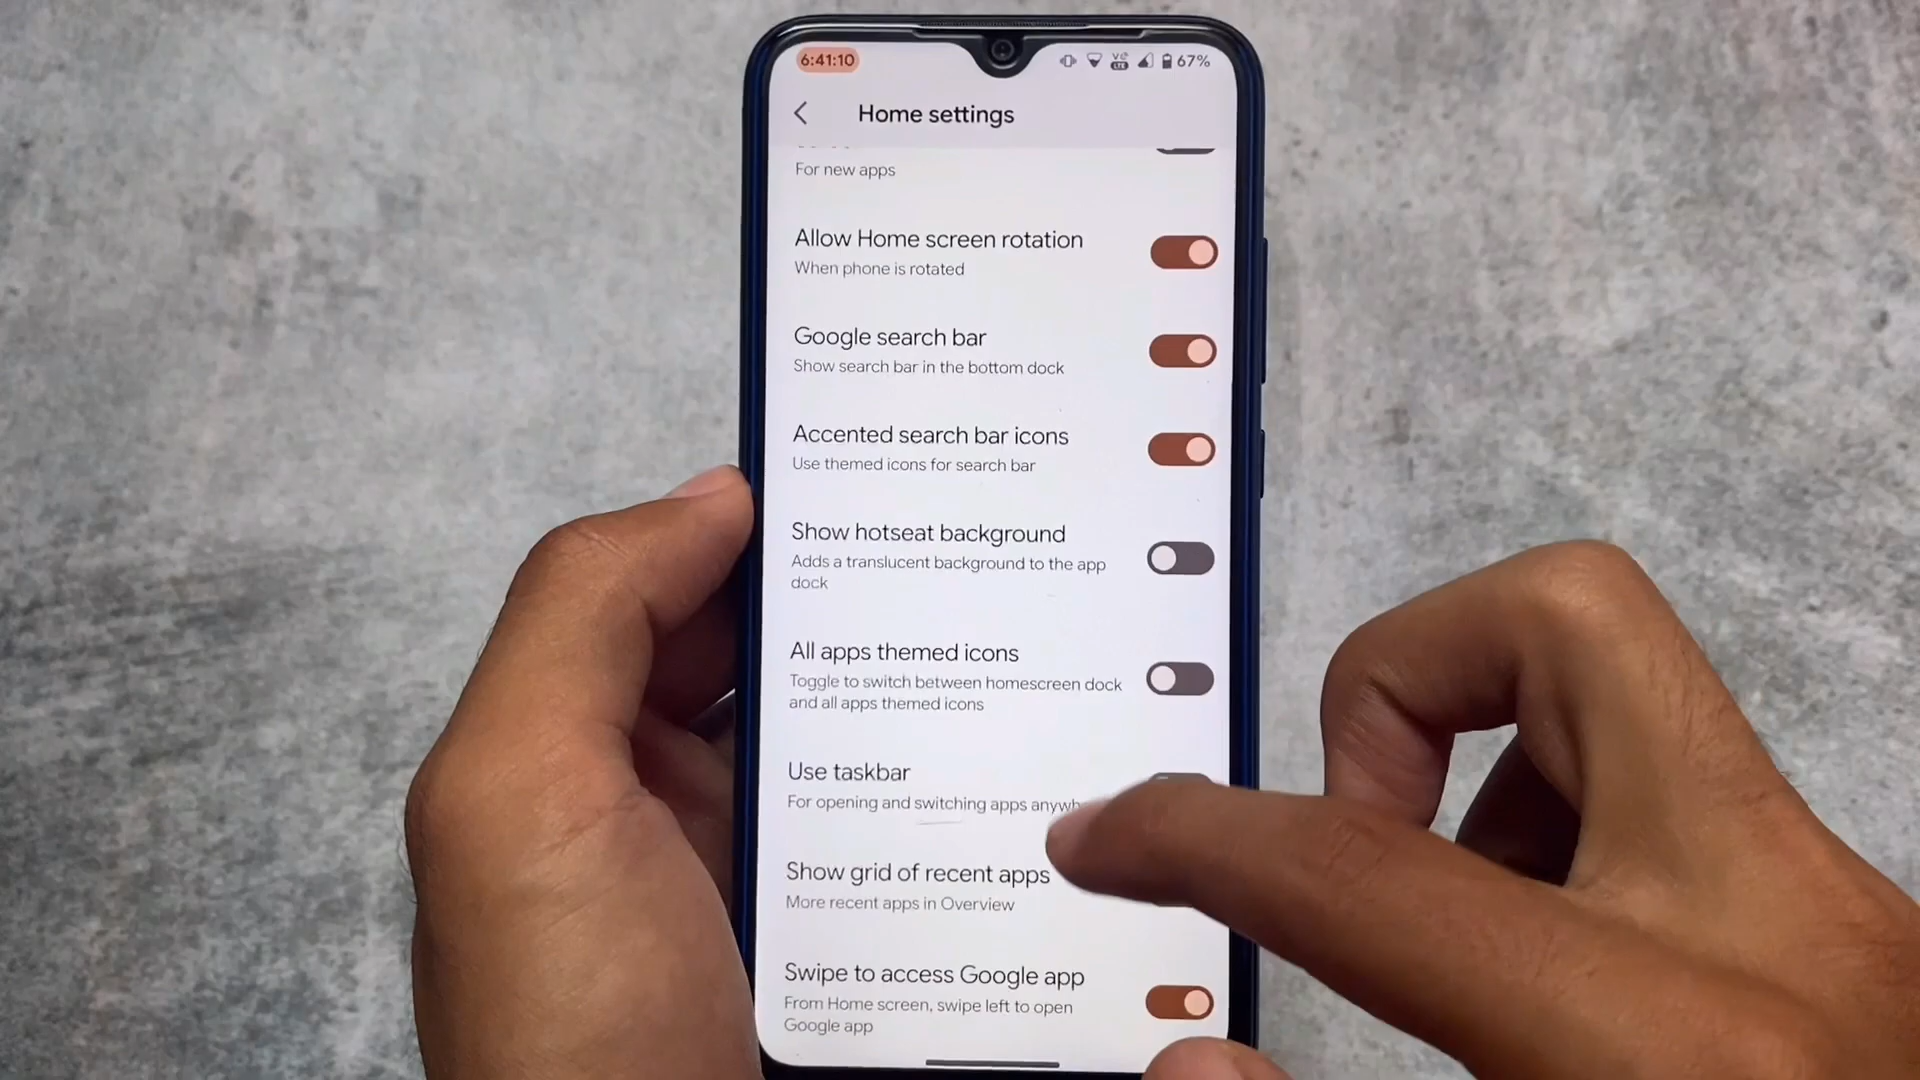 6:41:10
67%
Home settings
For new apps
Allow Home screen rotation
When phone is rotated
Google search bar
Show search bar in the bottom dock
Accented search bar icons
Use themed icons for search bar
Show hotseat background
Adds a translucent background to the app
dock
All apps themed icons
Toggle to switch between homescreen dock
and all apps themed icons
Use taskbar
For opening and switching apps
Show grid of recent apps
More recent apps in Overview
Swipe to access Google app
From Home screen, swipe left to open
Google app